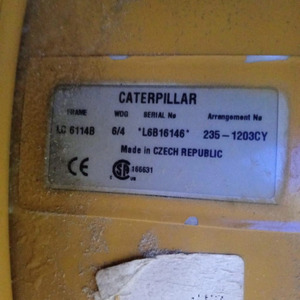 CATERPILLAR
FRAME WDG SERIAL No Arrangement No
LC 6114B 6/4 *L6B16146* 235-1203CY
Made in CZECH REPUBLIC
CE 166631